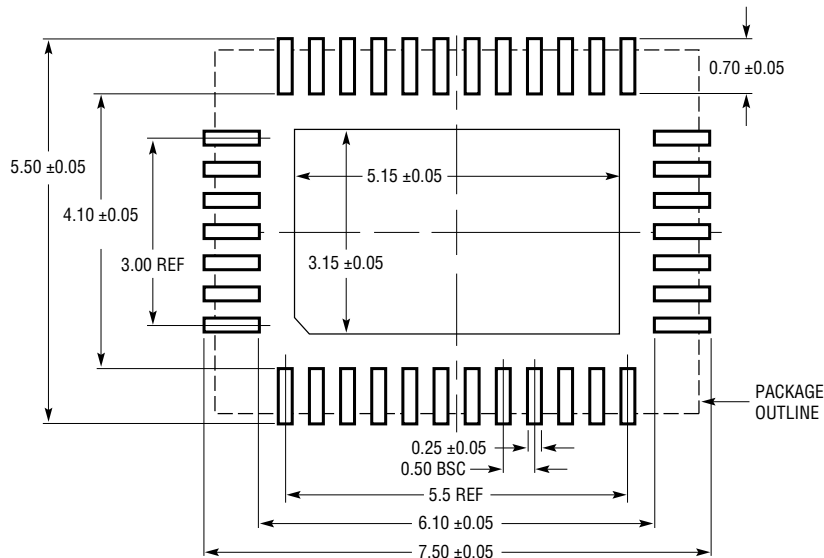 0.70 ±0.05
5.50 ±0.05
5.15 ±0.05
4.10 ±0.05
3.00 REF
3.15 ±0.05
PACKAGE
OUTLINE
0.25 ±0.05
0.50 BSC
5.5 REF
6.10 ±0.05
7.50 ±0.05